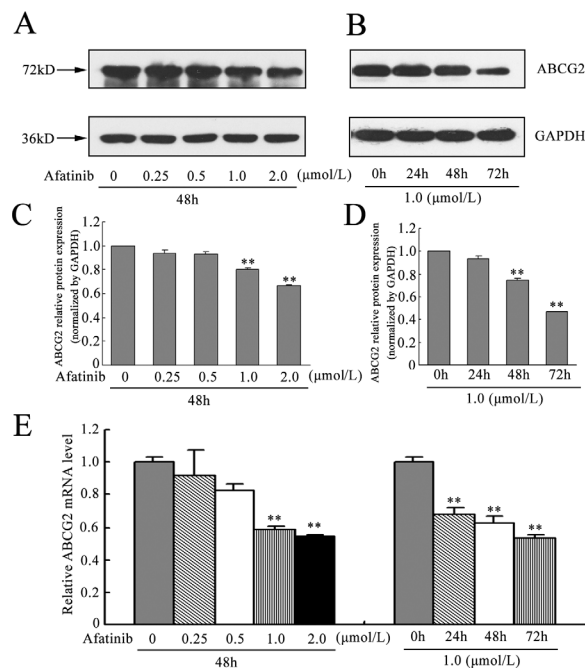 A
B
72kD
ABCG2
36kD
GAPDH
Afatinib 0 0.25 0.5 1.0 2.0 (μmol/L)
48h
0h 24h 48h 72h
1.0 (μmol/L)
C
ABCG2 relative protein expression
(normalized by GAPDH)
1.2
1.0
0.8
0.6
0.4
0.2
0
** **
Afatinib 0 0.25 0.5 1.0 2.0 (μmol/L)
48h
D
ABCG2 relative protein expression
(normalized by GAPDH)
1.2
1.0
0.8
0.6
0.4
0.2
0
** **
0h 24h 48h 72h
1.0 (μmol/L)
E
Relative ABCG2 mRNA level
1.2
1.0
0.8
0.6
0.4
0.2
0
** **
** ** **
Afatinib 0 0.25 0.5 1.0 2.0 (μmol/L)
48h
0h 24h 48h 72h
1.0 (μmol/L)